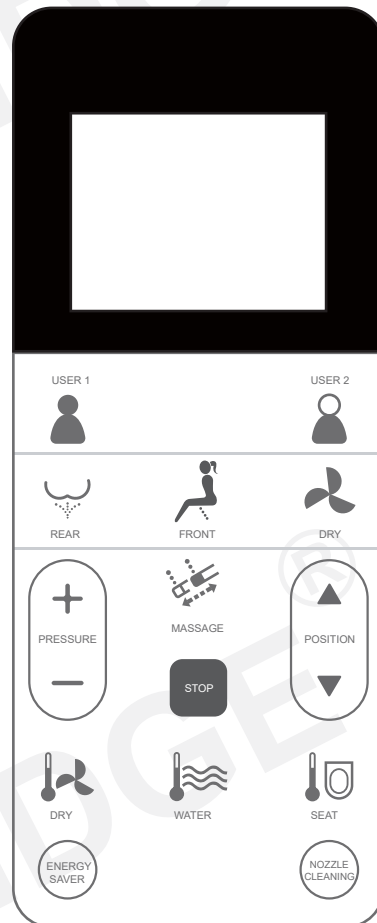 USER 1
USER 2
REAR
FRONT
DRY
PRESSURE
MASSAGE
POSITION
STOP
DRY
WATER
SEAT
ENERGY
SAVER
NOZZLE
CLEANING
®